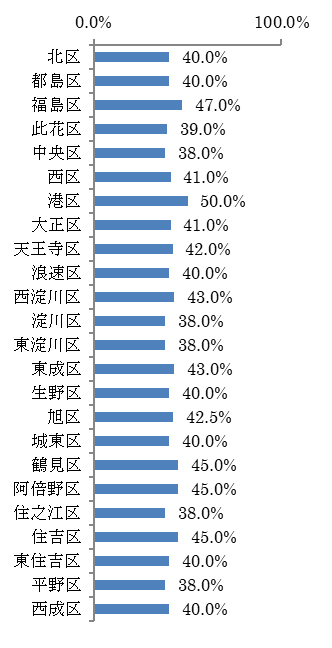 0.0% 100.0%
北区 40.0%
都島区 40.0%
福島区 47.0%
此花区 39.0%
中央区 38.0%
西区 41.0%
港区 50.0%
大正区 41.0%
天王寺区 42.0%
浪速区 40.0%
西淀川区 43.0%
淀川区 38.0%
東淀川区 38.0%
東成区 43.0%
生野区 40.0%
旭区 42.5%
城東区 40.0%
鶴見区 45.0%
阿倍野区 45.0%
住之江区 38.0%
住吉区 45.0%
東住吉区 40.0%
平野区 38.0%
西成区 40.0%